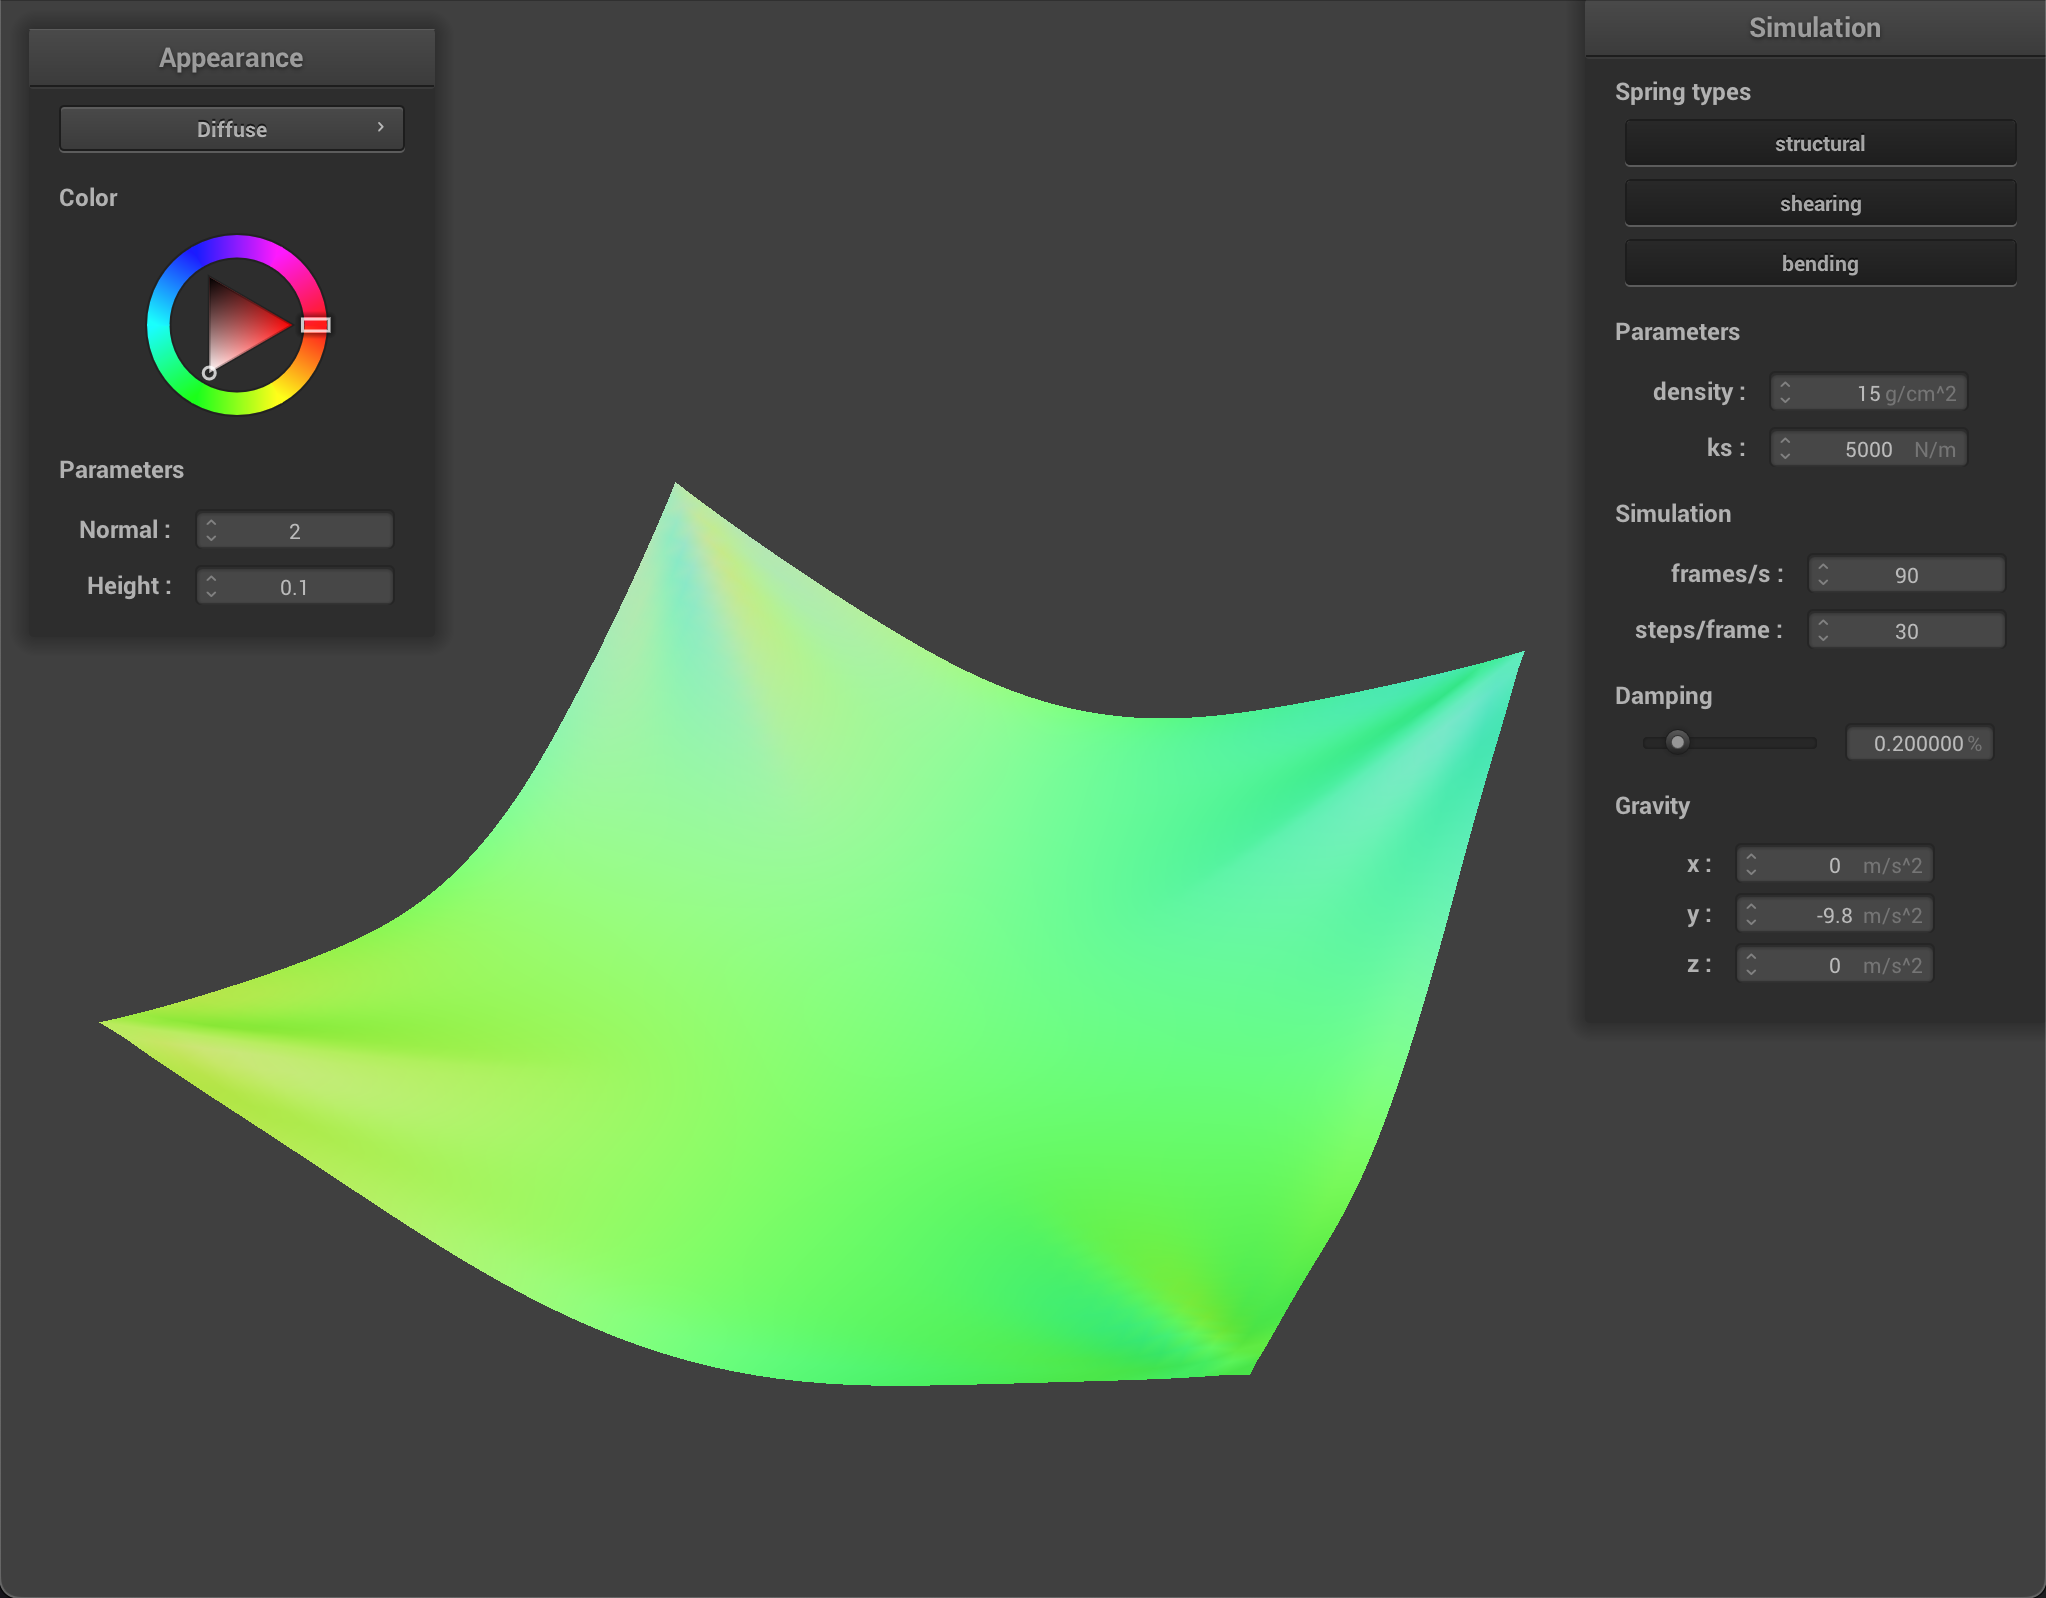 Appearance
Diffuse
Color
Parameters
Normal : 2
Height : 0.1
Simulation
Spring types
structural
shearing
bending
Parameters
density : 15 g/cm^2
ks : 5000 N/m
Simulation
frames/s : 90
steps/frame : 30
Damping
0.200000 %
Gravity
x : 0 m/s^2
y : -9.8 m/s^2
z : 0 m/s^2